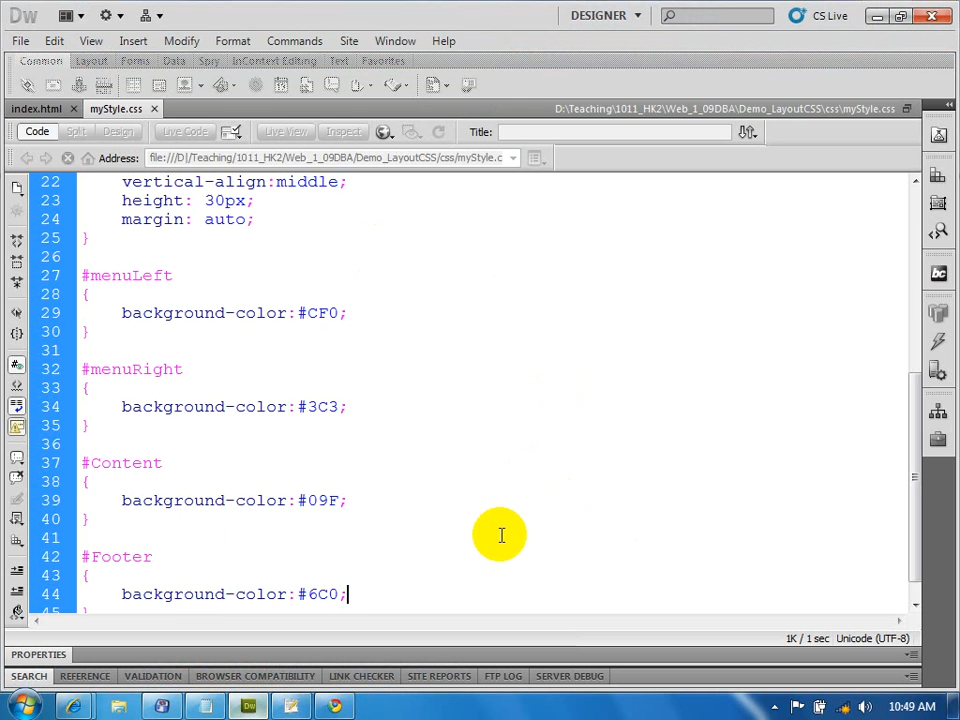 Dw
DESIGNER
CS Live
File Edit View Insert Modify Format Commands Site Window Help
Common Layout Forms Data Spry InContext Editing Text Favorites
index.html myStyle.css D:\Teaching\1011_HK2\Web_1_09DBA\Demo_LayoutCSS\css\myStyle.css
Code Split Design Live Code Live View Inspect Title:
Address: file:///D|/Teaching/1011_HK2/Web_1_09DBA/Demo_LayoutCSS/css/myStyle.c
22 vertical-align:middle;
23 height: 30px;
24 margin: auto;
25 }
26
27 #menuLeft
28 {
29 background-color:#CF0;
30 }
31
32 #menuRight
33 {
34 background-color:#3C3;
35 }
36
37 #Content
38 {
39 background-color:#09F;
40 }
41
42 #Footer
43 {
44 background-color:#6C0;
45 }
1K / 1 sec Unicode (UTF-8)
PROPERTIES
SEARCH REFERENCE VALIDATION BROWSER COMPATIBILITY LINK CHECKER SITE REPORTS FTP LOG SERVER DEBUG
Dw
10:49 AM